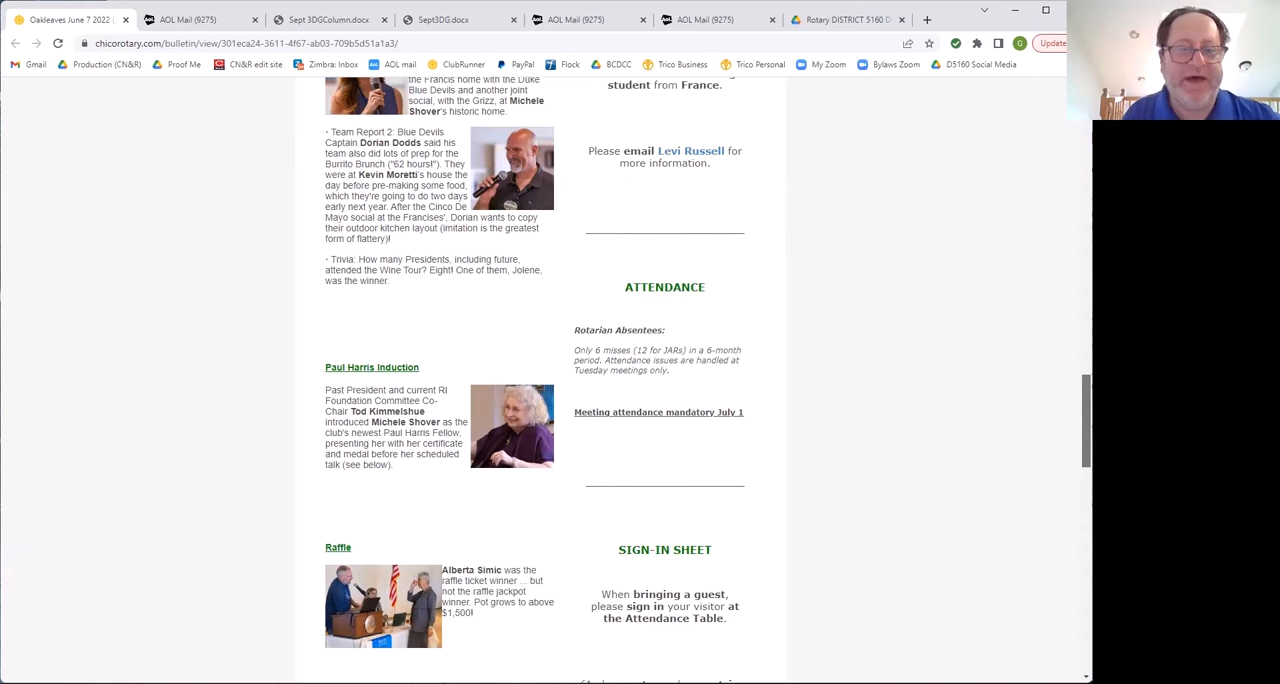 Oakleaves June 7 2022 |
AOL Mail (9275)
Sept 3DGColumn.docx
Sept3DG.docx
AOL Mail (9275)
AOL Mail (9275)
Rotary DISTRICT 5160 D
chicorotary.com/bulletin/view/301eca24-3611-4f67-ab03-709b5d51a1a3/
G
Update
Gmail
Production (CN&R)
Proof Me
CN&R edit site
Zimbra: Inbox
AOL mail
ClubRunner
PayPal
Flock
BCDCC
Trico Business
Trico Personal
My Zoom
Bylaws Zoom
D5160 Social Media
the Francis home with the Duke
Blue Devils and another joint
social, with the Grizz, at Michele
Shover's historic home.
· Team Report 2: Blue Devils
Captain Dorian Dodds said his
team also did lots of prep for the
Burrito Brunch ("62 hours!"). They
were at Kevin Moretti's house the
day before pre-making some food,
which they're going to do two days
early next year. After the Cinco De
Mayo social at the Francises', Dorian wants to copy
their outdoor kitchen layout (imitation is the greatest
form of flattery)!
· Trivia: How many Presidents, including future,
attended the Wine Tour? Eight! One of them, Jolene,
was the winner.
Paul Harris Induction
Past President and current RI
Foundation Committee Co-
Chair Tod Kimmelshue
introduced Michele Shover as the
club's newest Paul Harris Fellow,
presenting her with her certificate
and medal before her scheduled
talk (see below).
Raffle
Alberta Simic was the
raffle ticket winner ... but
not the raffle jackpot
winner. Pot grows to above
$1,500!
student from France.
Please email Levi Russell for
more information.
ATTENDANCE
Rotarian Absentees:
Only 6 misses (12 for JARs) in a 6-month
period. Attendance issues are handled at
Tuesday meetings only.
Meeting attendance mandatory July 1
SIGN-IN SHEET
When bringing a guest,
please sign in your visitor at
the Attendance Table.